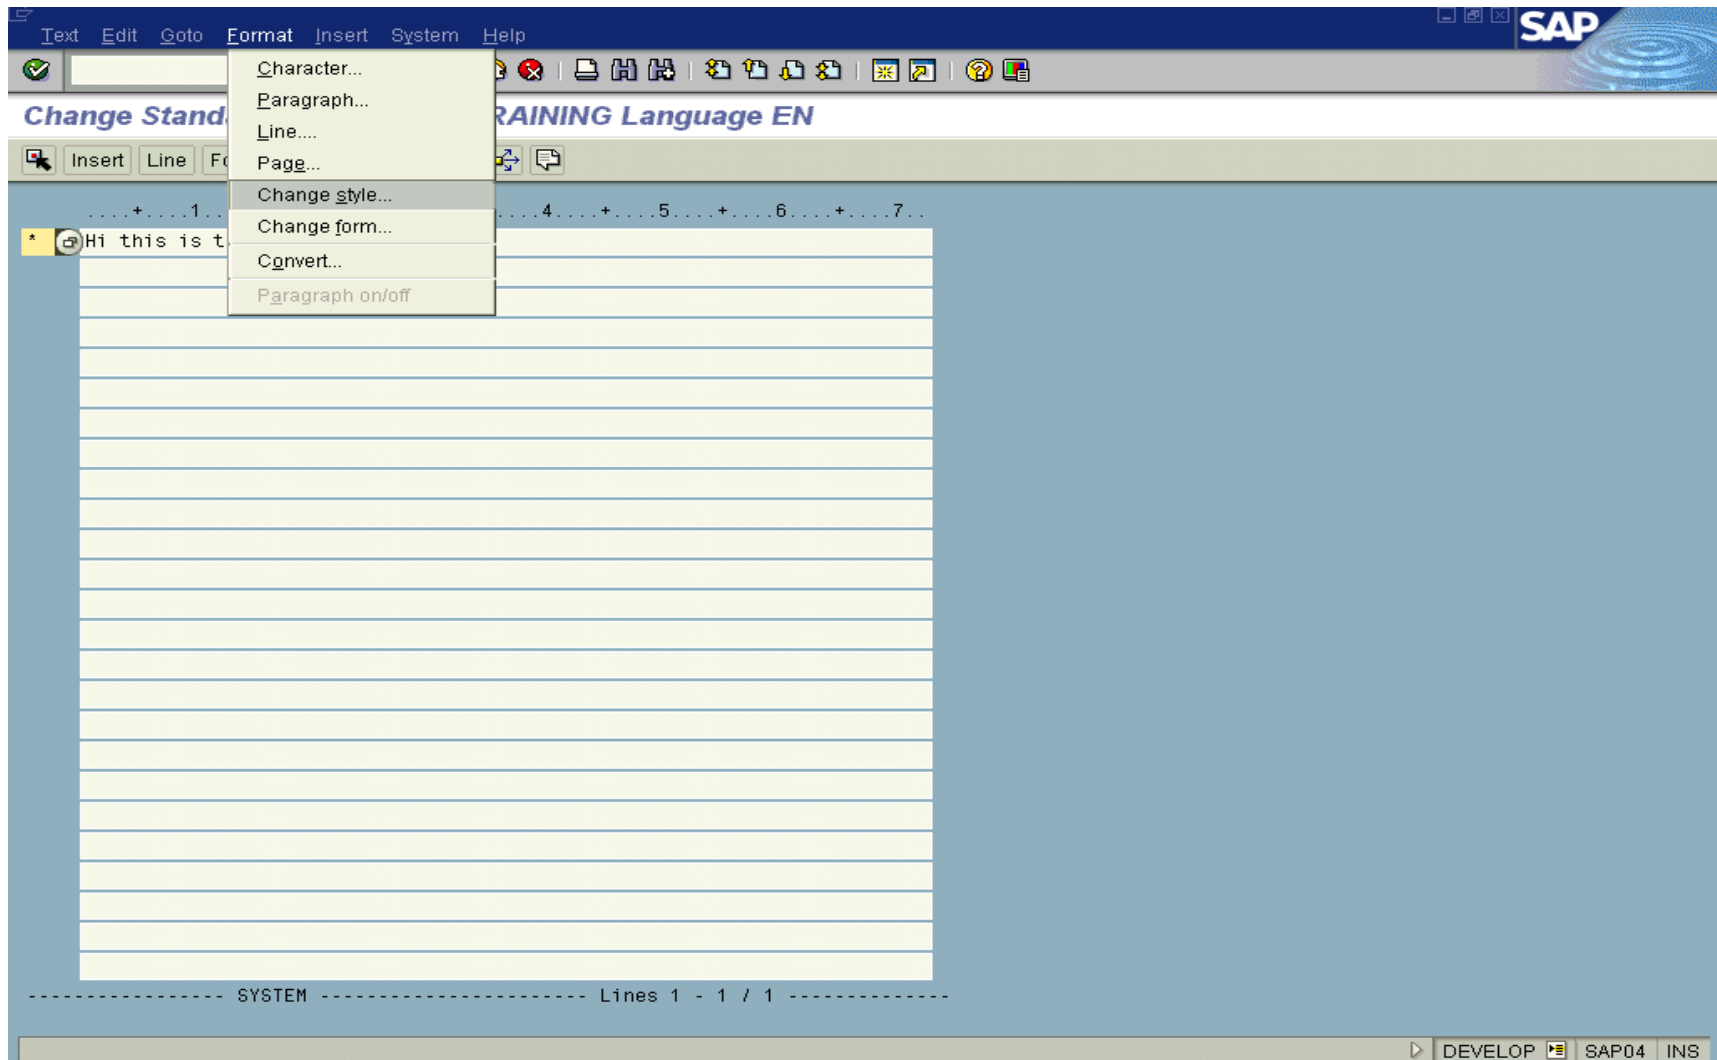 Text Edit Goto Format Insert System Help
SAP
Character...
Paragraph...
Line....
Page...
Change style...
Change form...
Convert...
Paragraph on/off
Change RAINING Language EN
Insert Line
....+....1.. ....4....+....5....+....6....+....7..
* Hi this is
----------------- SYSTEM ----------------------- Lines 1 - 1 / 1 --------------
DEVELOP SAP04 INS